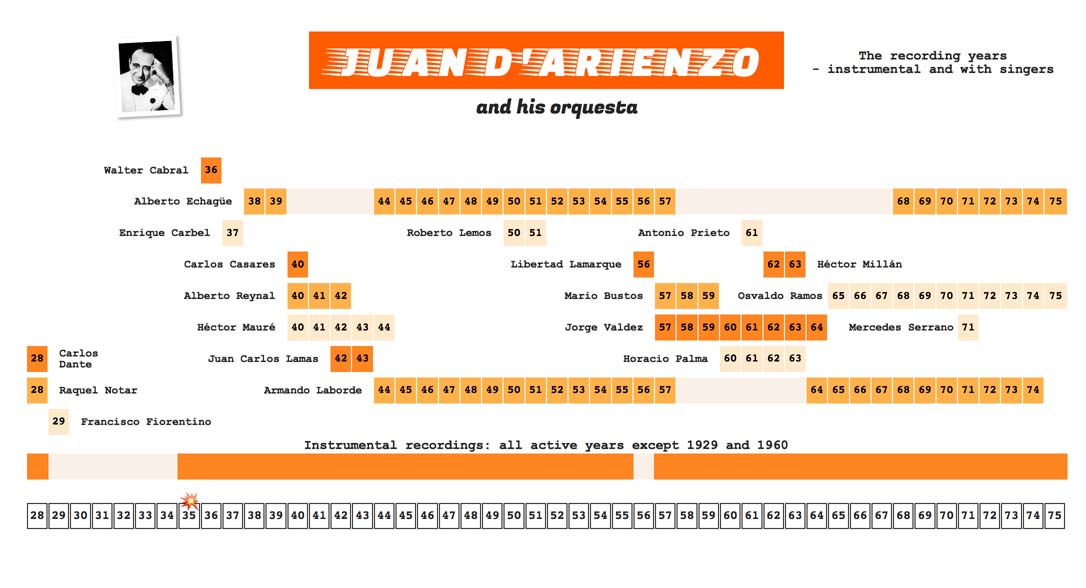 JUAN D'ARIENZO
The recording years
- instrumental and with singers
and his orquesta
Walter Cabral 36
Alberto Echagüe 38 39 44 45 46 47 48 49 50 51 52 53 54 55 56 57 68 69 70 71 72 73 74 75
Enrique Carbel 37 Roberto Lemos 50 51 Antonio Prieto 61
Carlos Casares 40 Libertad Lamarque 56 62 63 Héctor Millán
Alberto Reynal 40 41 42 Mario Bustos 57 58 59 Osvaldo Ramos 65 66 67 68 69 70 71 72 73 74 75
Héctor Mauré 40 41 42 43 44 Jorge Valdez 57 58 59 60 61 62 63 64 Mercedes Serrano 71
28 Carlos
Dante
Juan Carlos Lamas 42 43 Horacio Palma 60 61 62 63
28 Raquel Notar Armando Laborde 44 45 46 47 48 49 50 51 52 53 54 55 56 57 64 65 66 67 68 69 70 71 72 73 74
29 Francisco Fiorentino
Instrumental recordings: all active years except 1929 and 1960
28 29 30 31 32 33 34 35 36 37 38 39 40 41 42 43 44 45 46 47 48 49 50 51 52 53 54 55 56 57 58 59 60 61 62 63 64 65 66 67 68 69 70 71 72 73 74 75